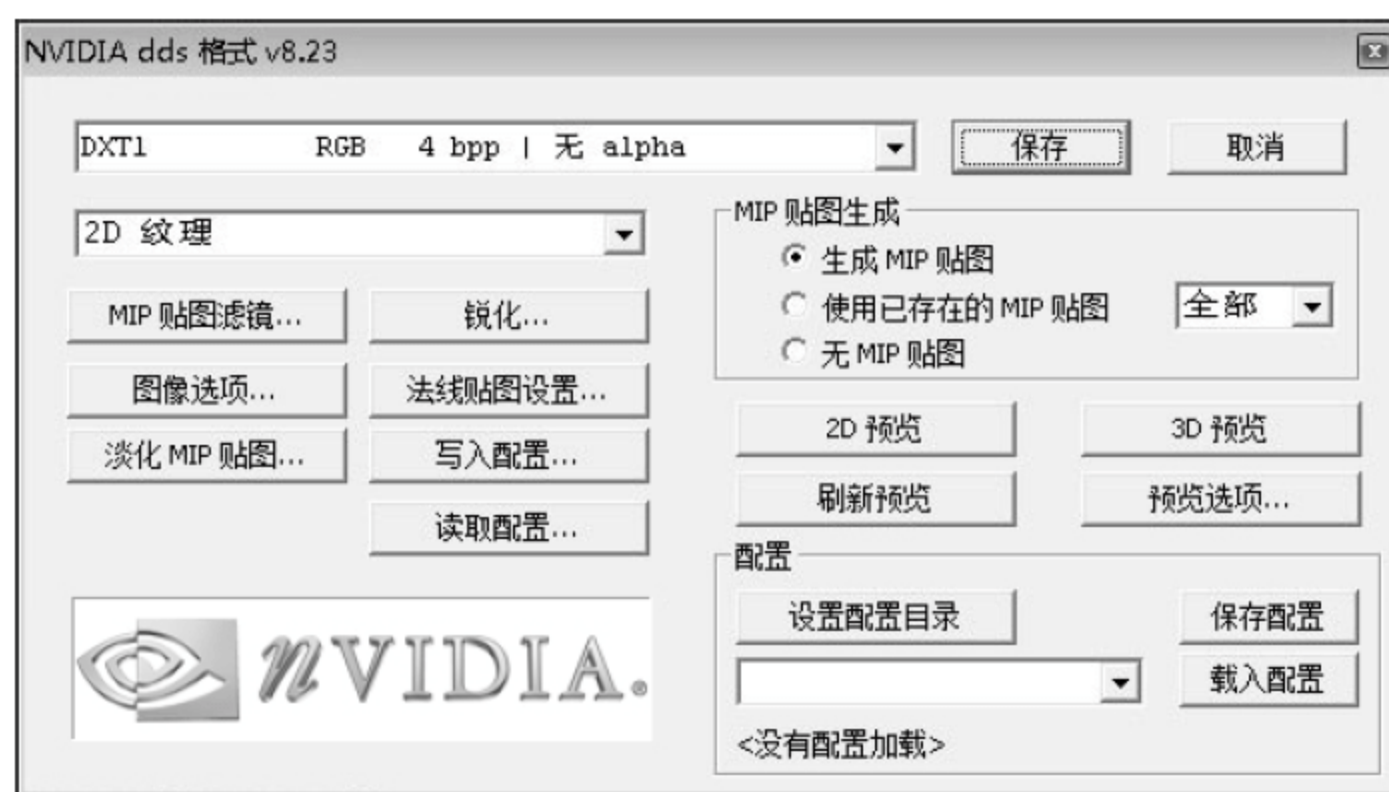 NVIDIA dds 格式 v8.23
DXT1 RGB 4 bpp | 无 alpha
保存
取消
2D 纹理
MIP 贴图生成
生成 MIP 贴图
使用已存在的 MIP 贴图
全部
无 MIP 贴图
MIP 贴图滤镜...
锐化...
图像选项...
法线贴图设置...
淡化 MIP 贴图...
写入配置...
读取配置...
2D 预览
3D 预览
刷新预览
预览选项...
配置
设置配置目录
保存配置
载入配置
<没有配置加载>
nVIDIA®